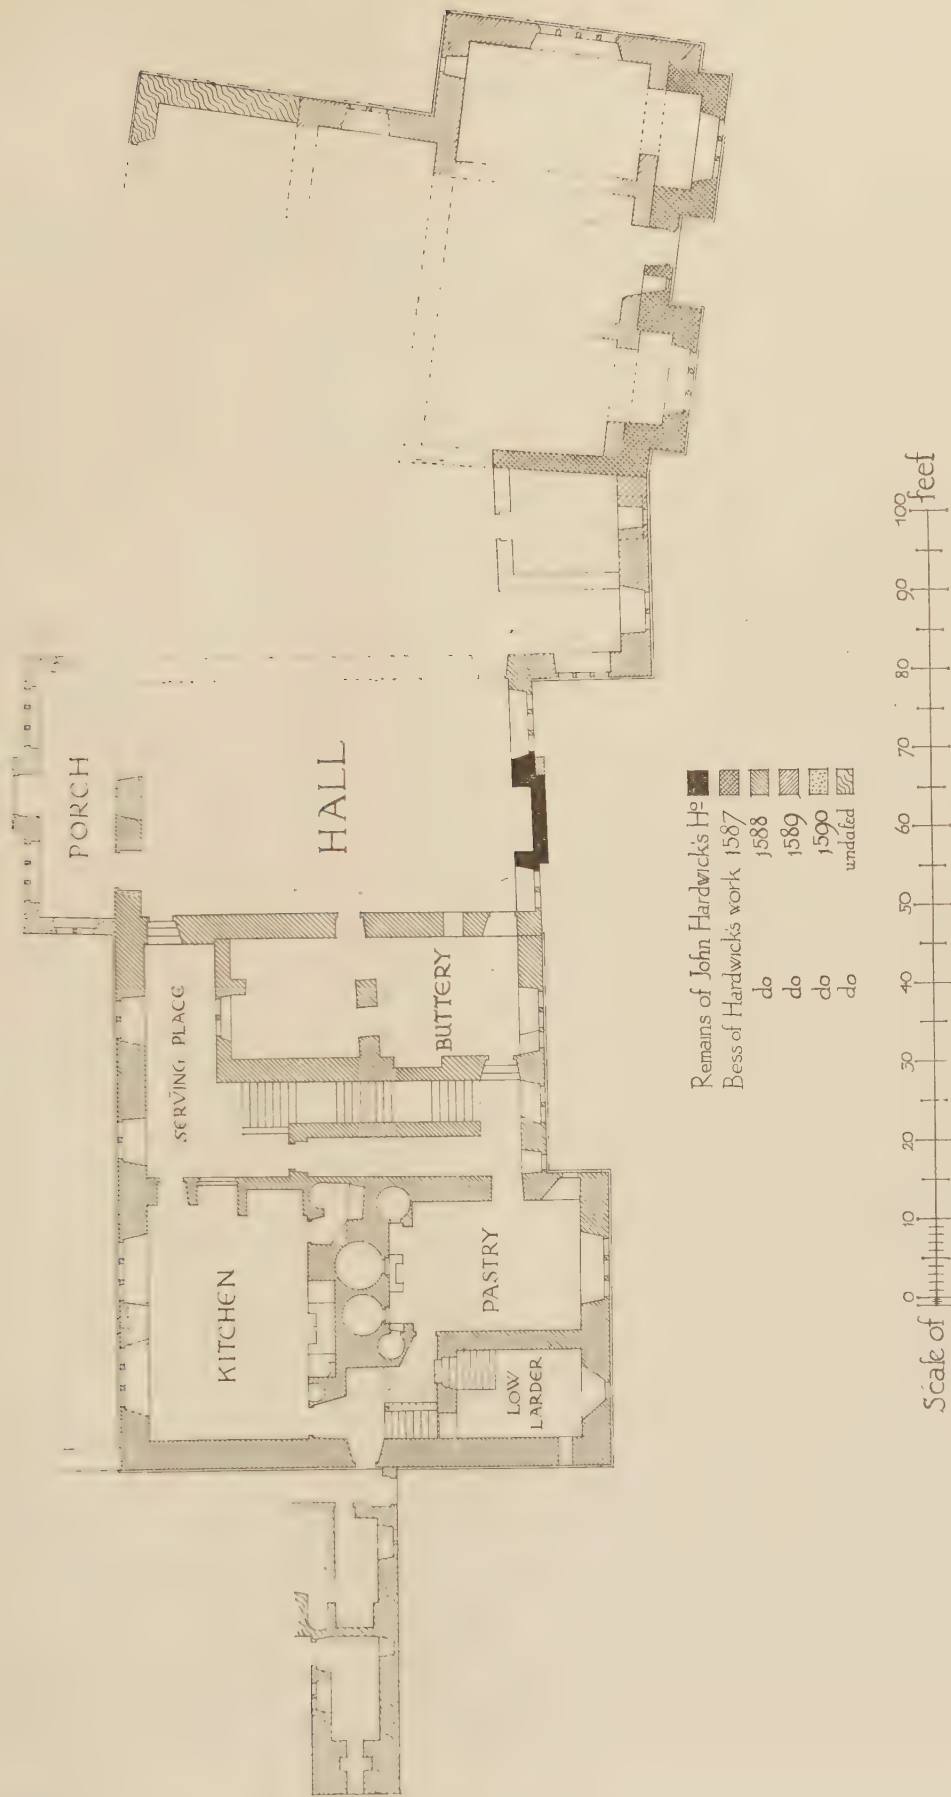 PORCH
HALL
SERVING PLACE
BUTTERY
KITCHEN
PASTRY
LOW
LARDER
Remains of John Hardwick's Hº
Bess of Hardwick's work 1587
do 1588
do 1589
do 1590
do undated
Scale of 0 10 20 30 40 50 60 70 80 90 100 feet